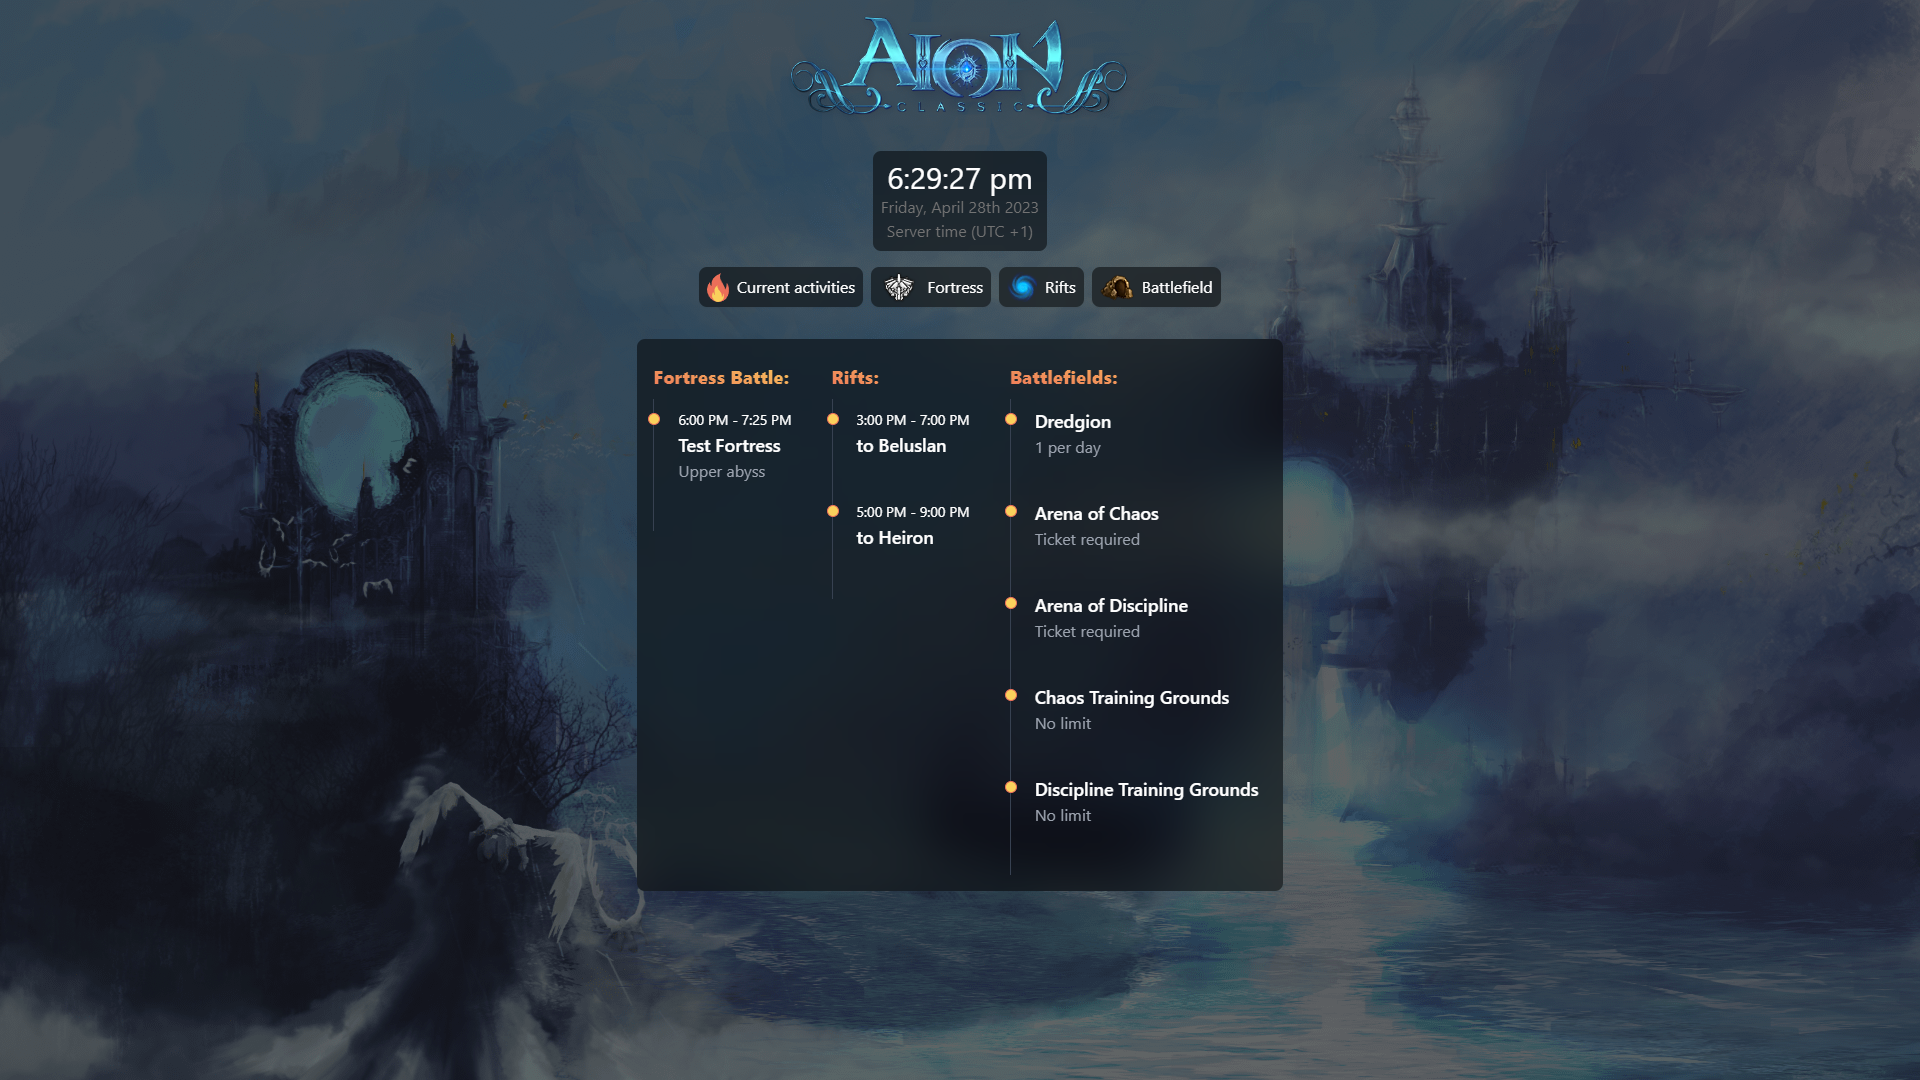 AION
CLASSIC
6:29:27 pm
Friday, April 28th 2023
Server time (UTC +1)
Current activities
Fortress
Rifts
Battlefield
Fortress Battle:
6:00 PM - 7:25 PM
Test Fortress
Upper abyss
Rifts:
3:00 PM - 7:00 PM
to Beluslan
5:00 PM - 9:00 PM
to Heiron
Battlefields:
Dredgion
1 per day
Arena of Chaos
Ticket required
Arena of Discipline
Ticket required
Chaos Training Grounds
No limit
Discipline Training Grounds
No limit